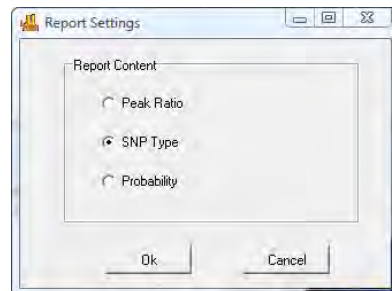 Report Settings
Report Content
Peak Ratio
SNP Type
Probability
Ok
Cancel